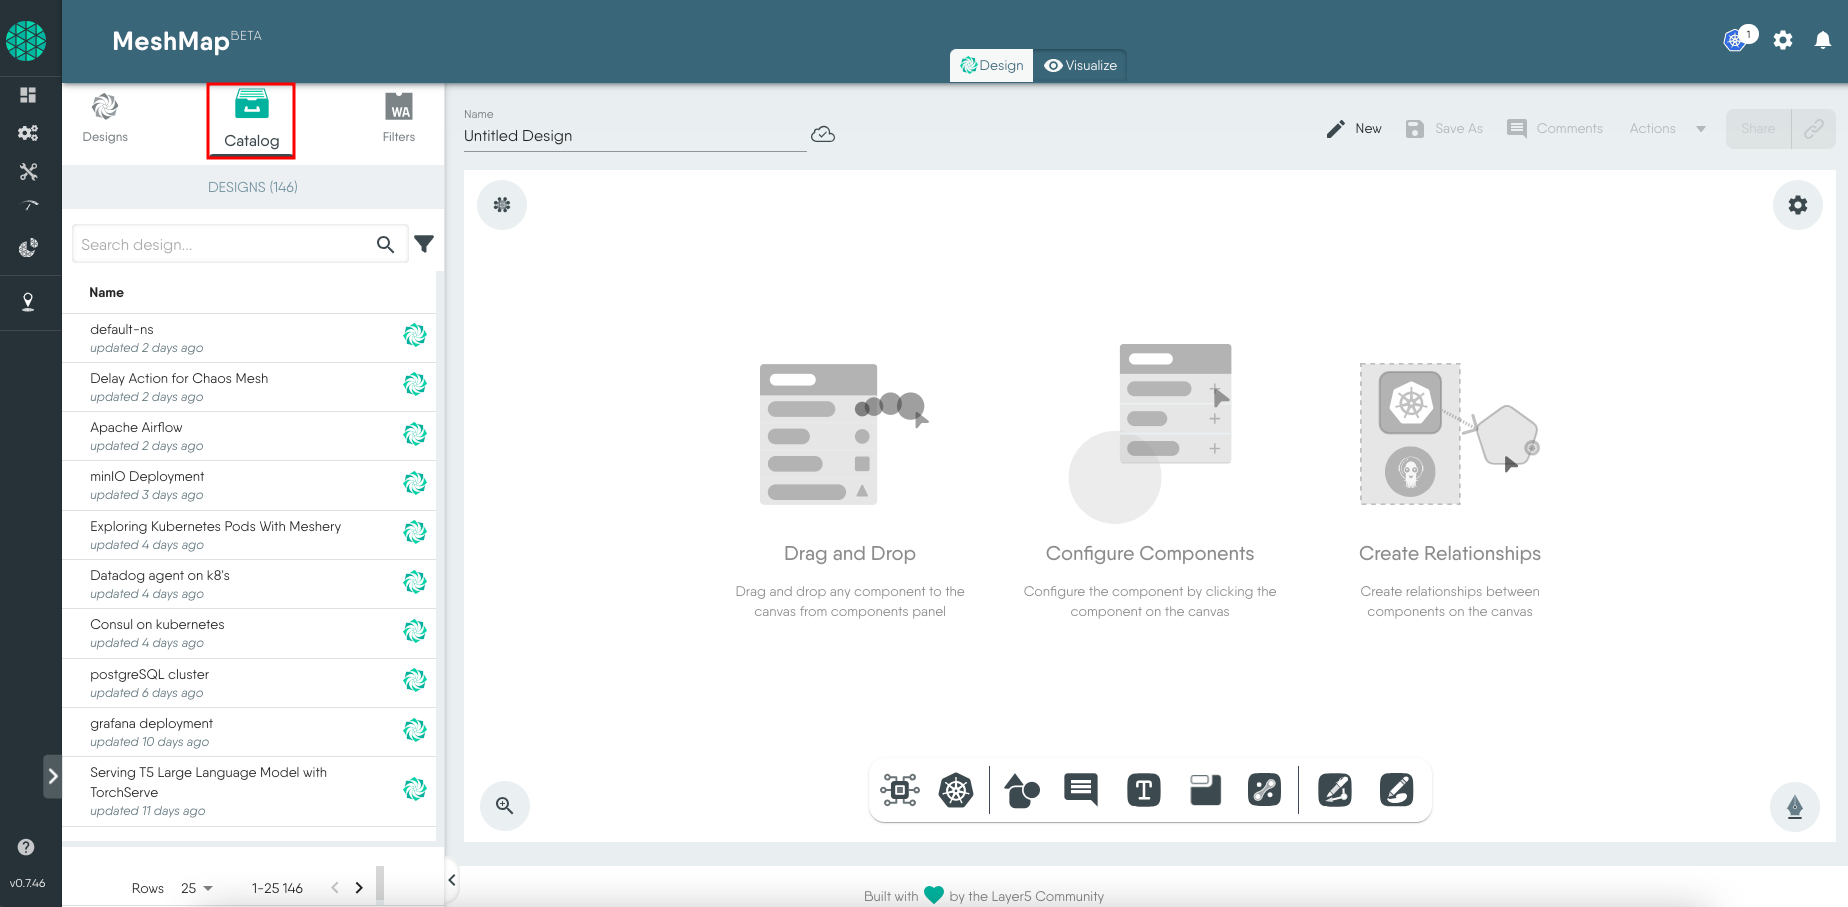 MeshMap BETA
1
Design
Visualize
Designs
Catalog
WA
Filters
DESIGNS (146)
Search design...
Name
default-ns
updated 2 days ago
Delay Action for Chaos Mesh
updated 2 days ago
Apache Airflow
updated 2 days ago
minIO Deployment
updated 3 days ago
Exploring Kubernetes Pods With Meshery
updated 4 days ago
Datadog agent on k8's
updated 4 days ago
Consul on kubernetes
updated 4 days ago
postgreSQL cluster
updated 6 days ago
grafana deployment
updated 10 days ago
Serving T5 Large Language Model with
TorchServe
updated 11 days ago
Rows 25 1-25 146
v0.7.46
Name
Untitled Design
New
Save As
Comments
Actions
Share
Drag and Drop
Drag and drop any component to the
canvas from components panel
Configure Components
Configure the component by clicking the
component on the canvas
Create Relationships
Create relationships between
components on the canvas
T
Built with by the Layer5 Community